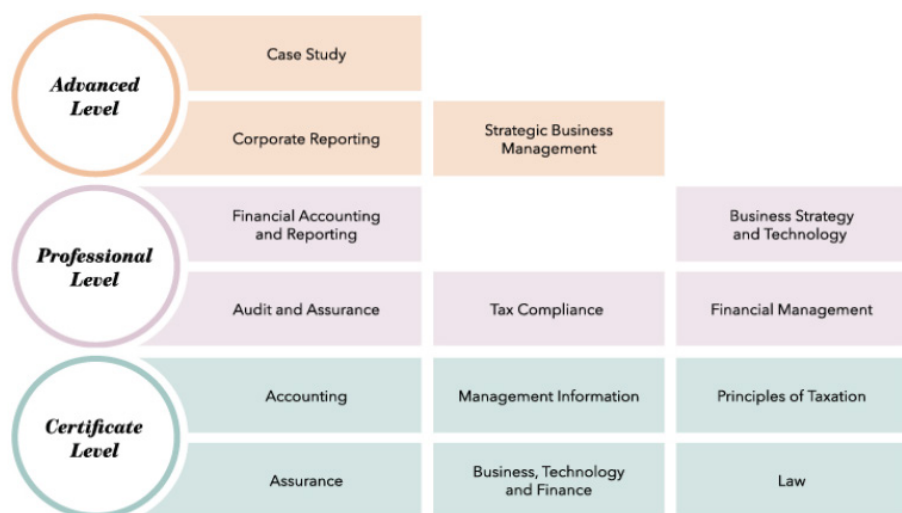 Advanced
Level
Case Study
Corporate Reporting
Strategic Business
Management
Professional
Level
Financial Accounting
and Reporting
Business Strategy
and Technology
Audit and Assurance
Tax Compliance
Financial Management
Certificate
Level
Accounting
Management Information
Principles of Taxation
Assurance
Business, Technology
and Finance
Law